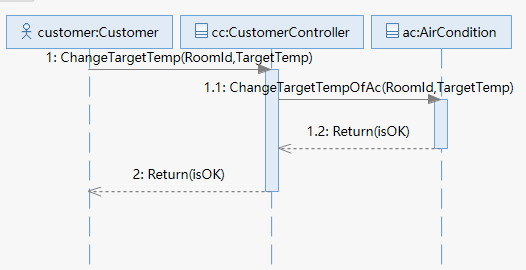 customer:Customer
cc:CustomerController
ac:AirCondition
1: ChangeTargetTemp(RoomId,TargetTemp)
1.1: ChangeTargetTempOfAc(RoomId,TargetTemp)
1.2: Return(isOK)
2: Return(isOK)